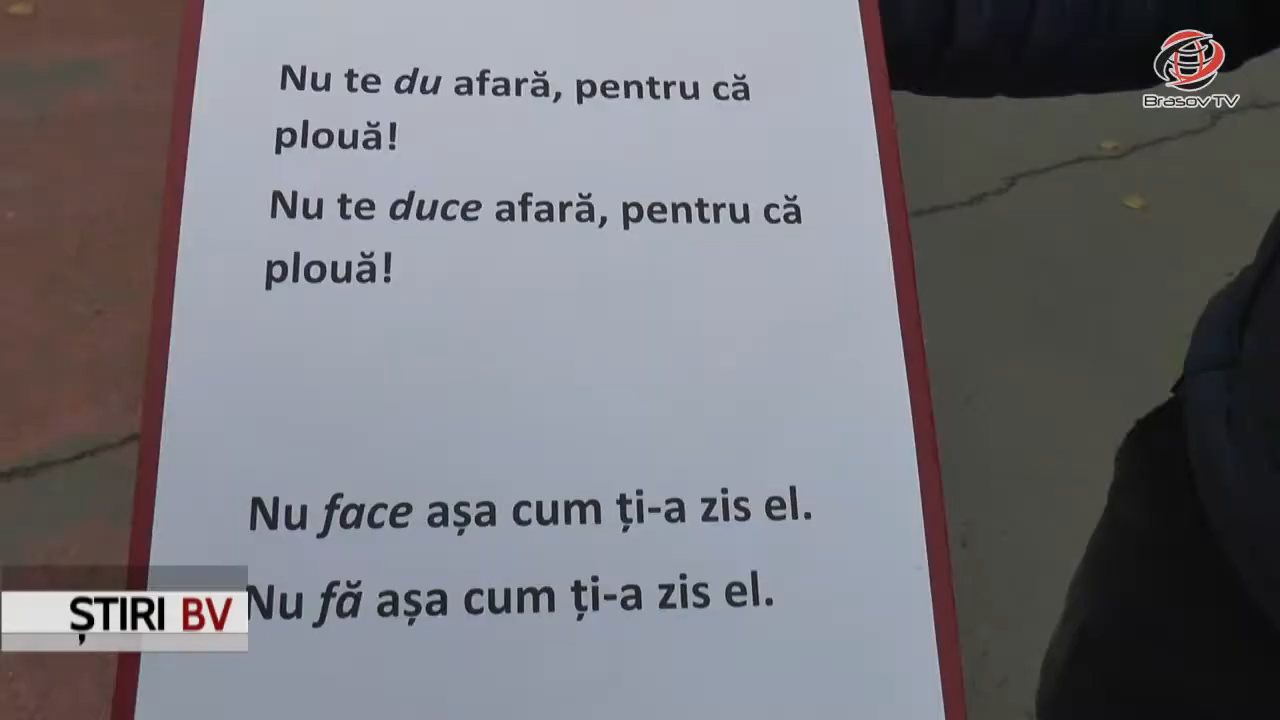 Nu te du afară, pentru că
plouă!
Nu te duce afară, pentru că
plouă!
Nu face așa cum ți-a zis el.
Nu fă așa cum ți-a zis el.
ȘTIRI BV
Brasov TV